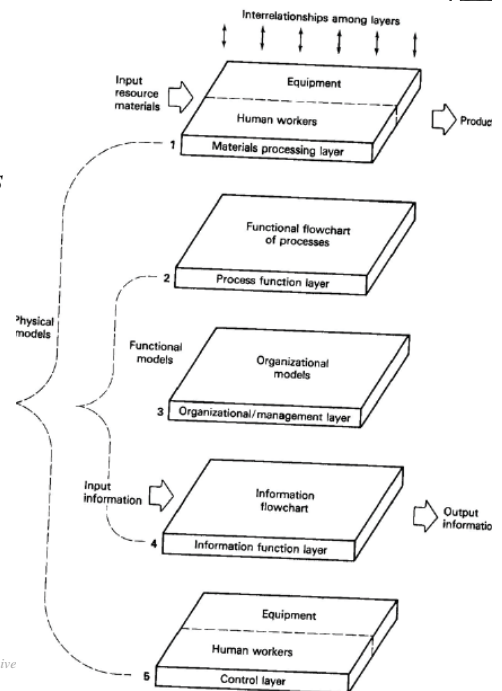 Interrelationships among layers
Input
resource
materials
Equipment
Human workers
Product
1
Materials processing layer
s
Functional flowchart
of processes
2
Process function layer
Physical
models
Functional
models
Organizational
models
3
Organizational/management layer
Input
information
Information
flowchart
Output
informatio
4
Information function layer
Equipment
Human workers
5
Control layer
ive